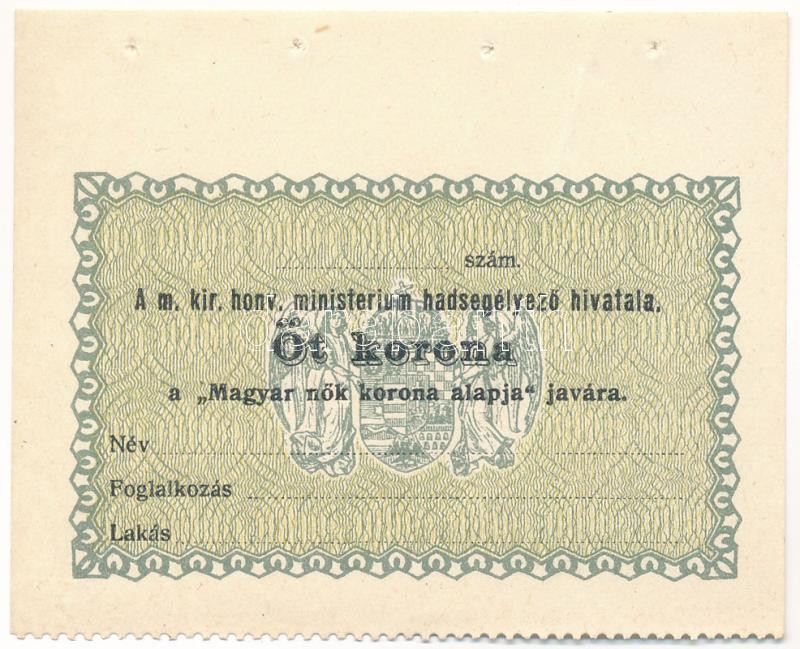 szám.
A m. kir. honv. ministerium hadsegélyező hivatala.
Öt korona
a „Magyar nők korona alapja“ javára.
Név
Foglalkozás
Lakás